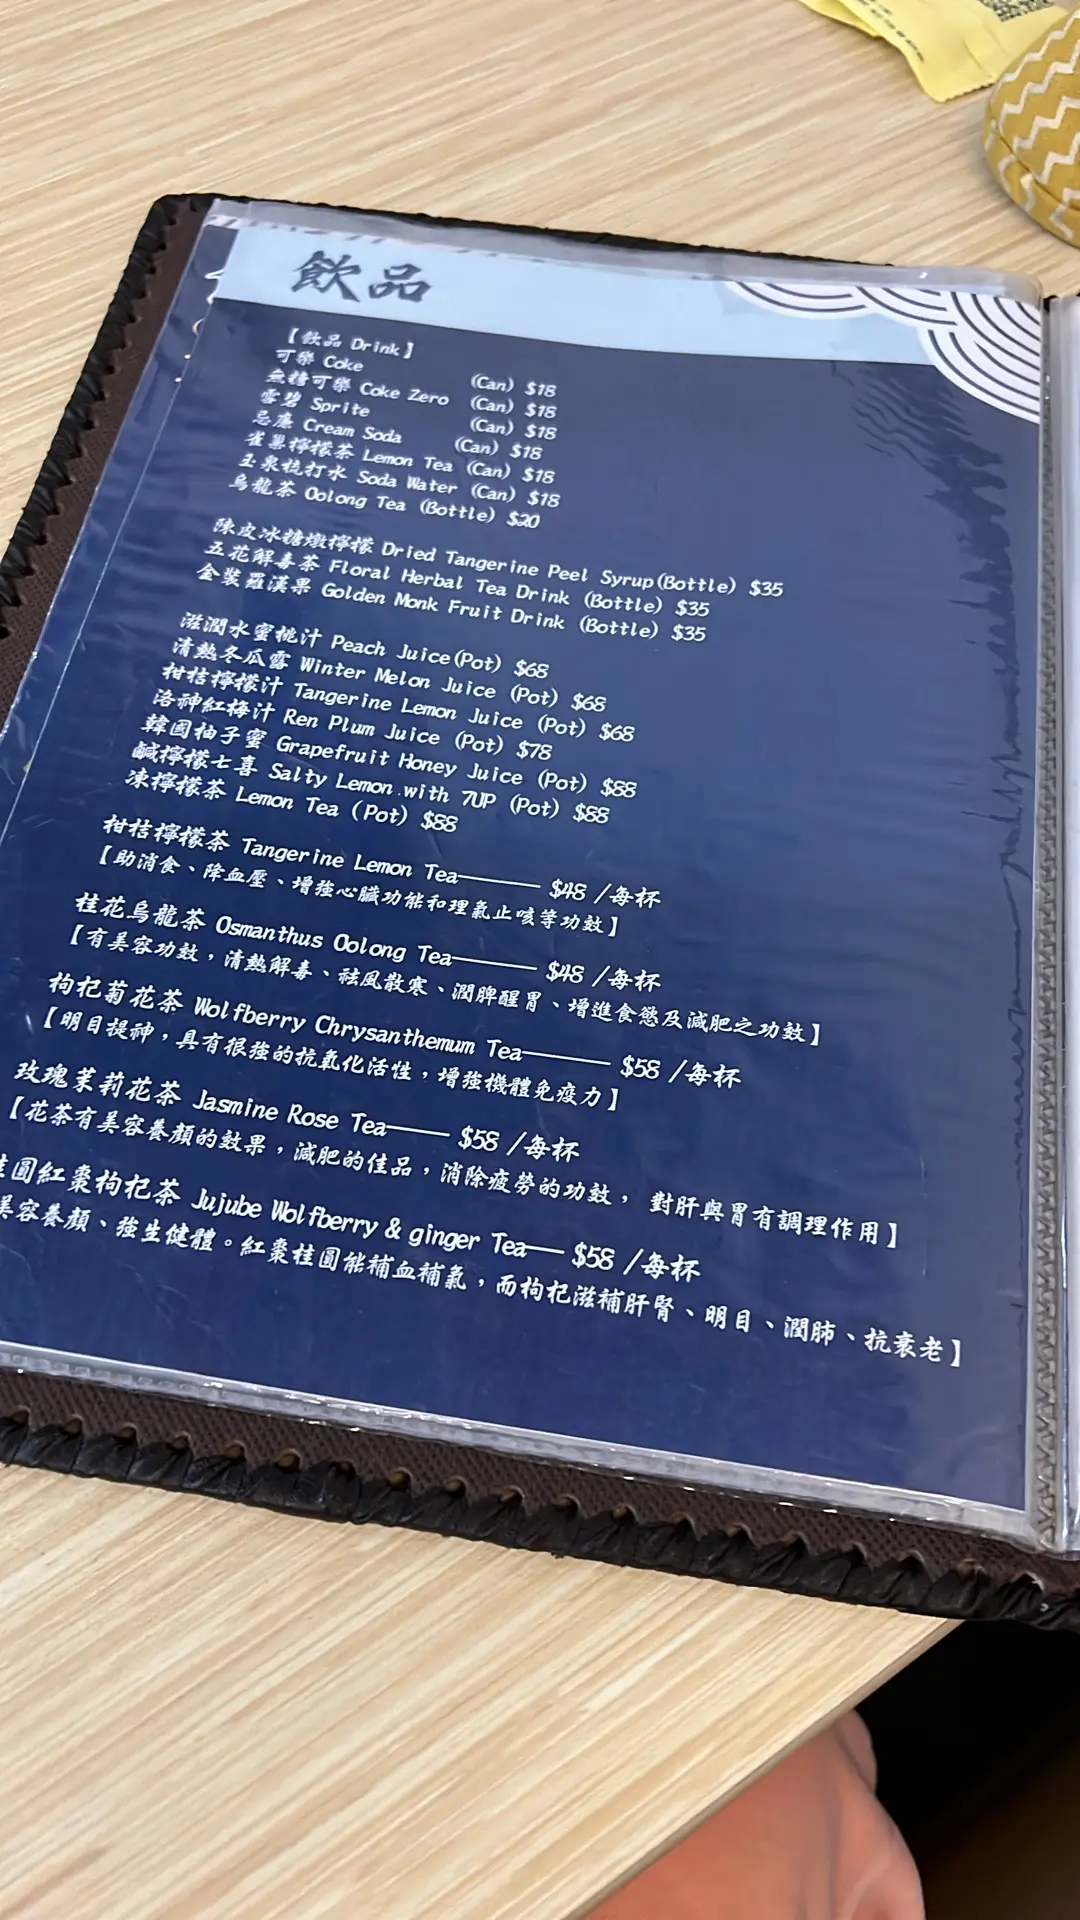 飲品
【飲品 Drink】
可樂 Coke (Can) $18
無糖可樂 Coke Zero (Can) $18
雪碧 Sprite (Can) $18
忌廉 Cream Soda (Can) $18
雀巢檸檬茶 Lemon Tea (Can) $18
玉泉梳打水 Soda Water (Can) $18
烏龍茶 Oolong Tea (Bottle) $20
陳皮冰糖燉檸檬 Dried Tangerine Peel Syrup(Bottle) $35
五花解毒茶 Floral Herbal Tea Drink (Bottle) $35
金裝羅漢果 Golden Monk Fruit Drink (Bottle) $35
滋潤水蜜桃汁 Peach Juice(Pot) $68
清熱冬瓜露 Winter Melon Juice (Pot) $68
柑桔檸檬汁 Tangerine Lemon Juice (Pot) $68
洛神紅梅汁 Ren Plum Juice (Pot) $78
韓國柚子蜜 Grapefruit Honey Juice (Pot) $88
鹹檸檬七喜 Salty Lemon with 7UP (Pot) $88
凍檸檬茶 Lemon Tea (Pot) $88
柑桔檸檬茶 Tangerine Lemon Tea——— $48 /每杯
【助消食、降血壓、增強心臟功能和理氣止咳等功效】
桂花烏龍茶 Osmanthus Oolong Tea——— $48 /每杯
【有美容功效，清熱解毒、祛風散寒、潤脾醒胃、增進食慾及減肥之功效】
枸杞菊花茶 Wolfberry Chrysanthemum Tea——— $58 /每杯
【明目提神，具有很強的抗氧化活性，增強機體免疫力】
玫瑰茉莉花茶 Jasmine Rose Tea—— $58 /每杯
【花茶有美容養顏的效果，減肥的佳品，消除疲勞的功效， 對肝與胃有調理作用】
圓紅棗枸杞茶 Jujube Wolfberry & ginger Tea—— $58 /每杯
美容養顏、強生健體。紅棗桂圓能補血補氣，而枸杞滋補肝腎、明目、潤肺、抗衰老】